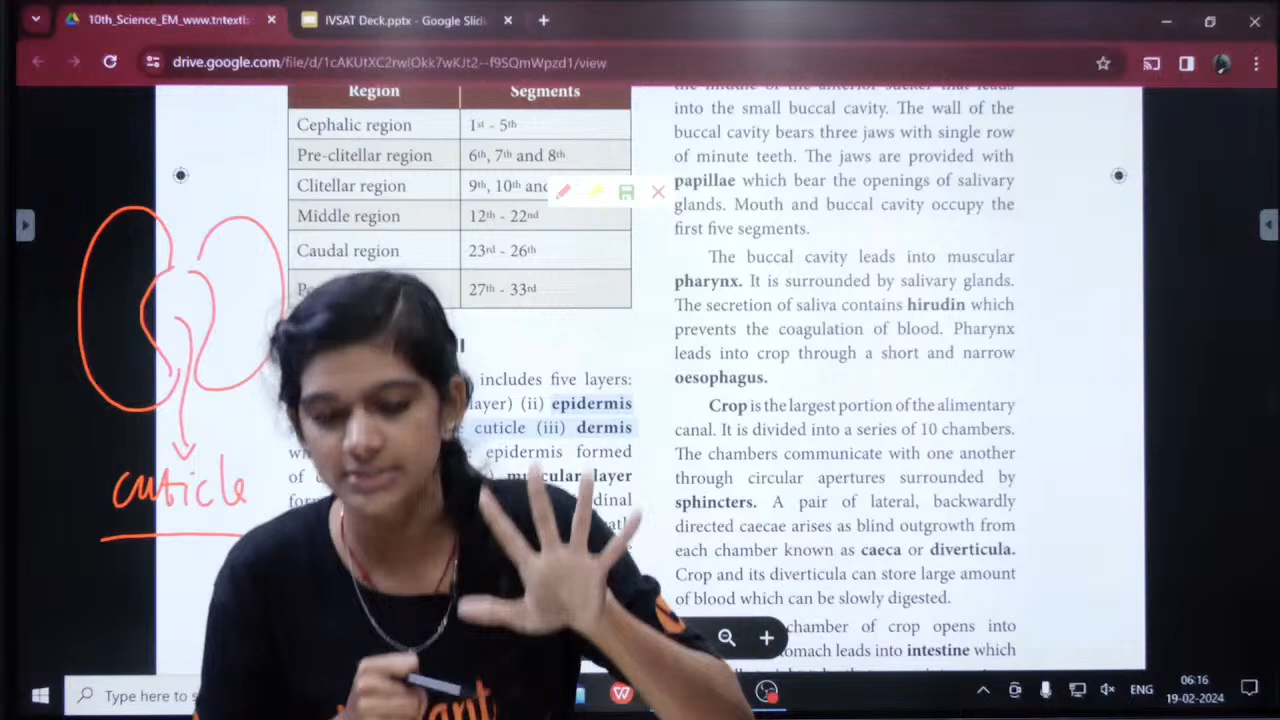 10th_Science_EM_www.tntextb
IVSAT Deck.pptx - Google Slid
drive.google.com/file/d/1cAKUtXC2rwIOkk7wKJt2--f9SQmWpzd1/view
Region Segments
Cephalic region 1st - 5th
Pre-clitellar region 6th, 7th and 8th
Clitellar region 9th, 10th and
Middle region 12th - 22nd
Caudal region 23rd - 26th
27th - 33rd
includes five layers:
layer) (ii) epidermis
cuticle (iii) dermis
epidermis formed
muscular layer
cuticle
the middle of the anterior sucker that leads
into the small buccal cavity. The wall of the
buccal cavity bears three jaws with single row
of minute teeth. The jaws are provided with
papillae which bear the openings of salivary
glands. Mouth and buccal cavity occupy the
first five segments.
The buccal cavity leads into muscular
pharynx. It is surrounded by salivary glands.
The secretion of saliva contains hirudin which
prevents the coagulation of blood. Pharynx
leads into crop through a short and narrow
oesophagus.
Crop is the largest portion of the alimentary
canal. It is divided into a series of 10 chambers.
The chambers communicate with one another
through circular apertures surrounded by
sphincters. A pair of lateral, backwardly
directed caecae arises as blind outgrowth from
each chamber known as caeca or diverticula.
Crop and its diverticula can store large amount
of blood which can be slowly digested.
chamber of crop opens into
leads into intestine which
Type here to s
ENG
06:16
19-02-2024